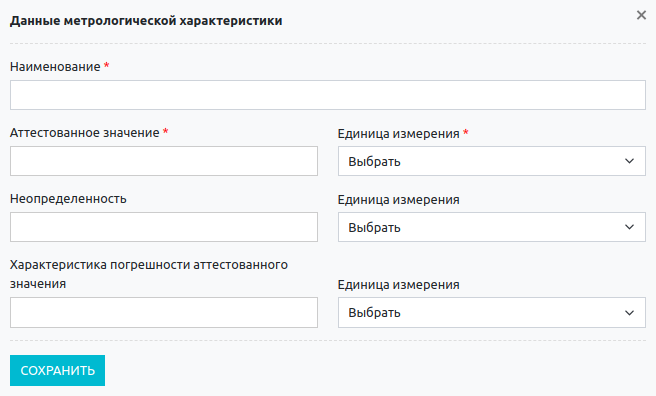 Данные метрологической характеристики
Наименование *
Аттестованное значение *
Единица измерения *
Выбрать
Неопределенность
Единица измерения
Выбрать
Характеристика погрешности аттестованного
значения
Единица измерения
Выбрать
СОХРАНИТЬ